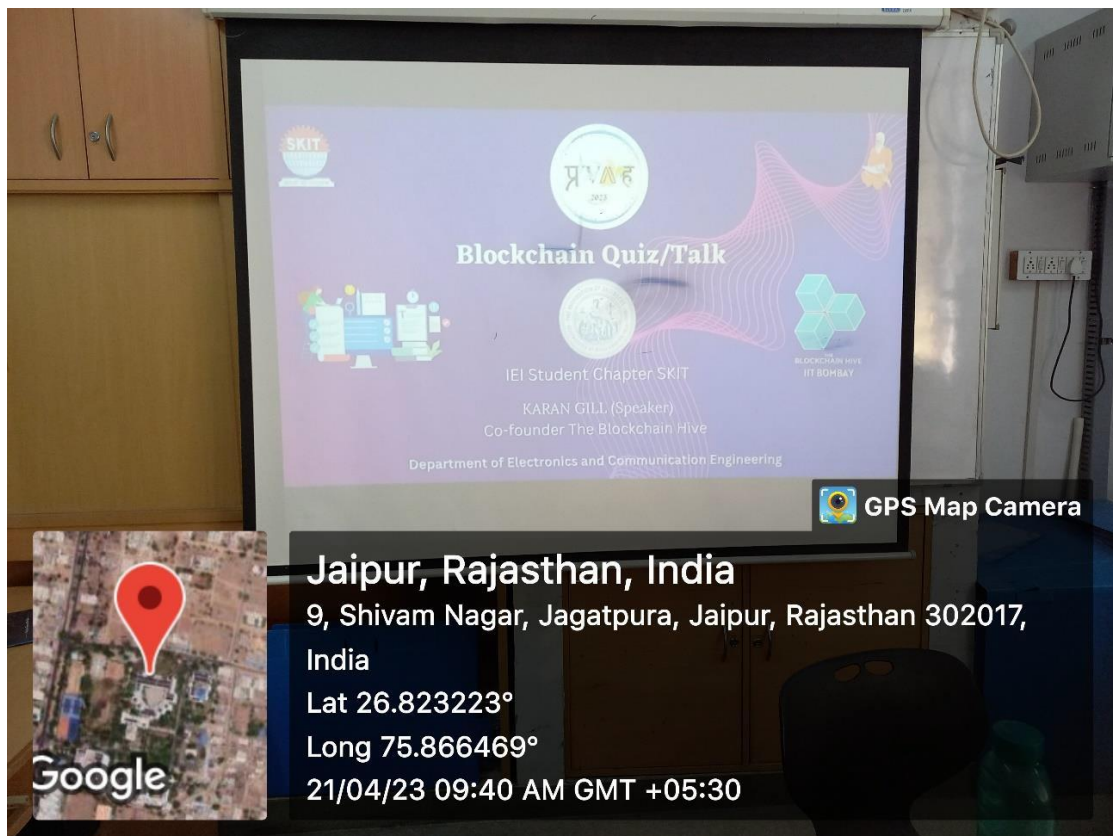 SKIT
प्रVAAह
2023
Blockchain Quiz/Talk
BLOCKCHAIN HIVE
IIT BOMBAY
IEI Student Chapter SKIT
KARAN GILL (Speaker)
Co-founder The Blockchain Hive
Department of Electronics and Communication Engineering
GPS Map Camera
Jaipur, Rajasthan, India
9, Shivam Nagar, Jagatpura, Jaipur, Rajasthan 302017,
India
Lat 26.823223°
Long 75.866469°
21/04/23 09:40 AM GMT +05:30
Google